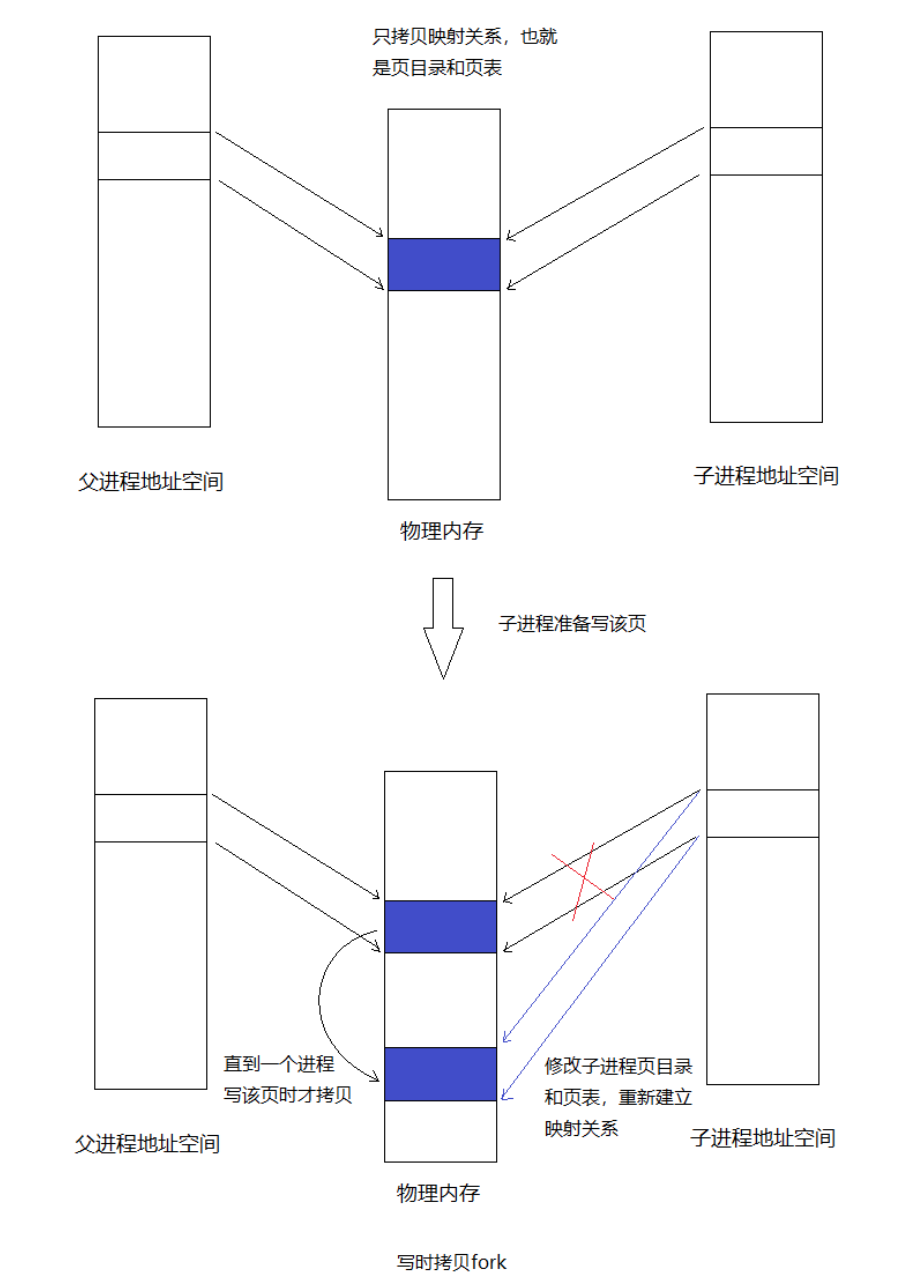 只拷贝映射关系，也就
是页目录和页表
父进程地址空间
子进程地址空间
物理内存
子进程准备写该页
直到一个进程
写该页时才拷贝
修改子进程页目录
和页表，重新建立
映射关系
父进程地址空间
子进程地址空间
物理内存
写时拷贝fork